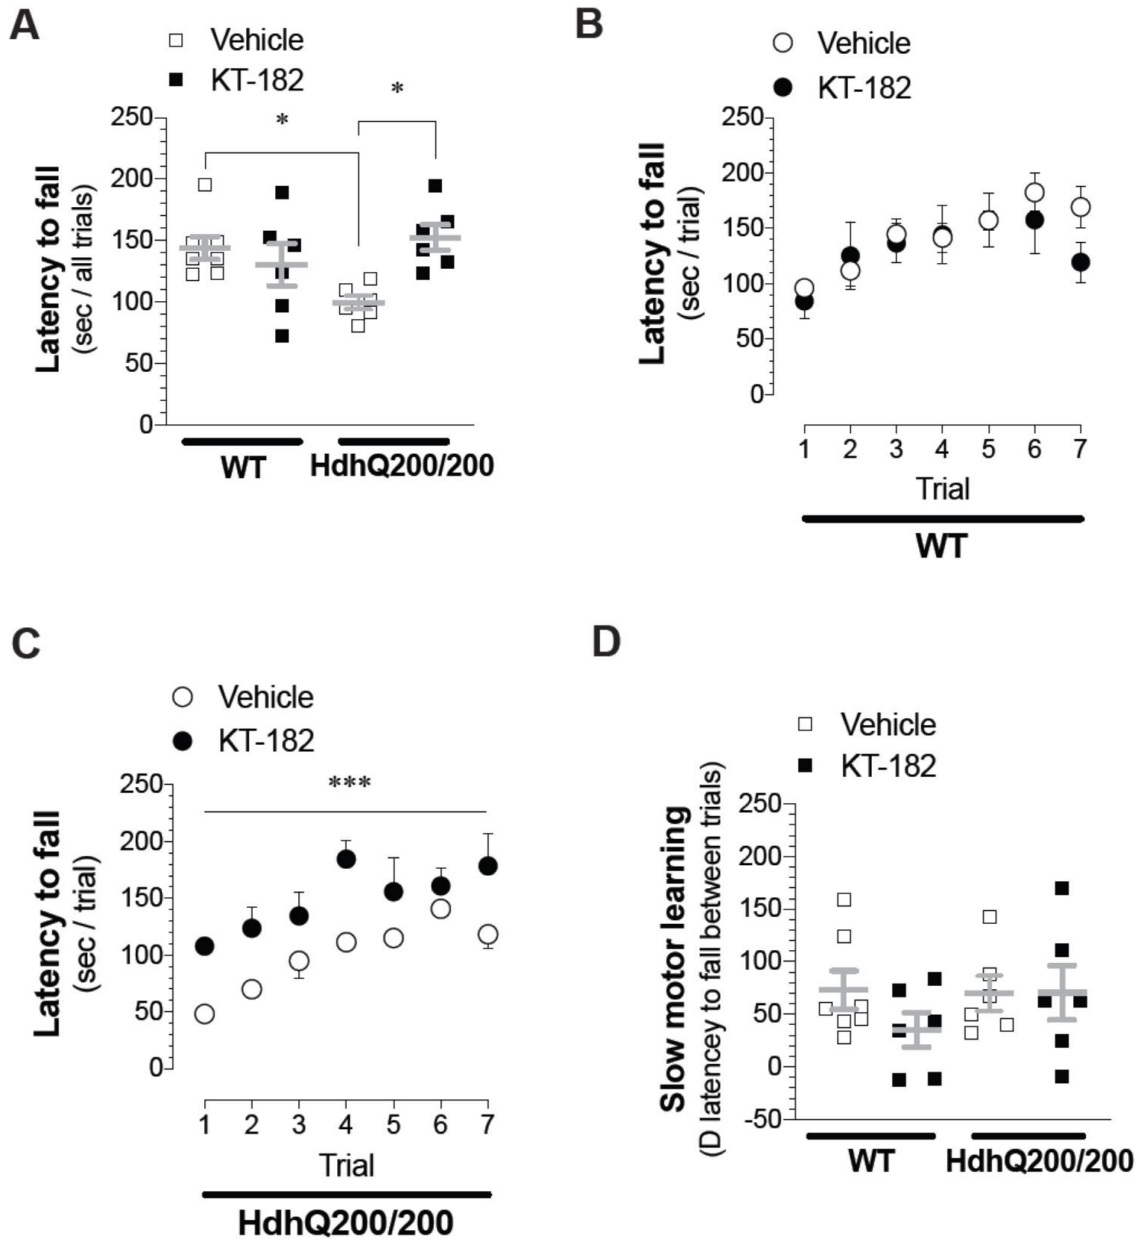 A
Vehicle
KT-182
*
*
250
200
150
100
50
0
Latency to fall
(sec / all trials)
WT
HdhQ200/200
B
Vehicle
KT-182
250
200
150
100
50
0
Latency to fall
(sec / trial)
1 2 3 4 5 6 7
Trial
WT
C
Vehicle
KT-182
***
250
200
150
100
50
0
Latency to fall
(sec / trial)
1 2 3 4 5 6 7
Trial
HdhQ200/200
D
Vehicle
KT-182
250
200
150
100
50
0
-50
Slow motor learning
(D latencey to fall between trials)
WT
HdhQ200/200